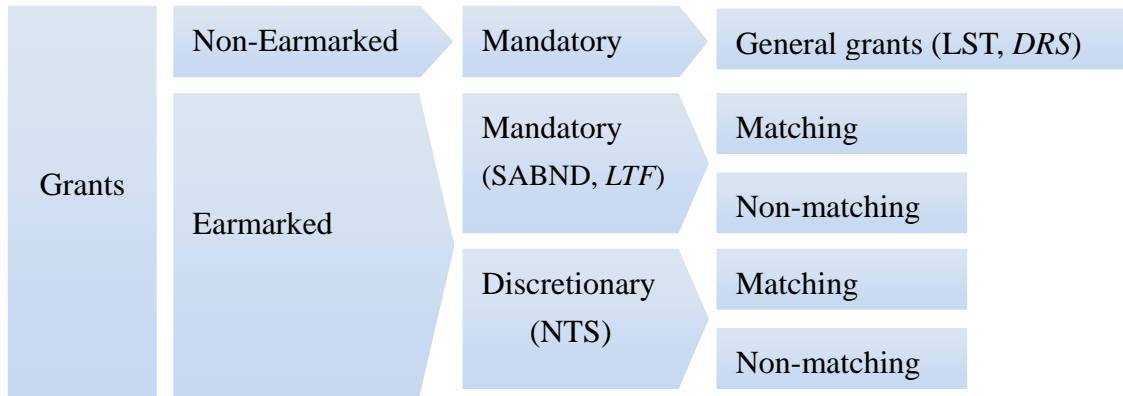 Grants
Non-Earmarked
Mandatory
General grants (LST, DRS)
Earmarked
Mandatory
(SABND, LTF)
Matching
Non-matching
Discretionary
(NTS)
Matching
Non-matching